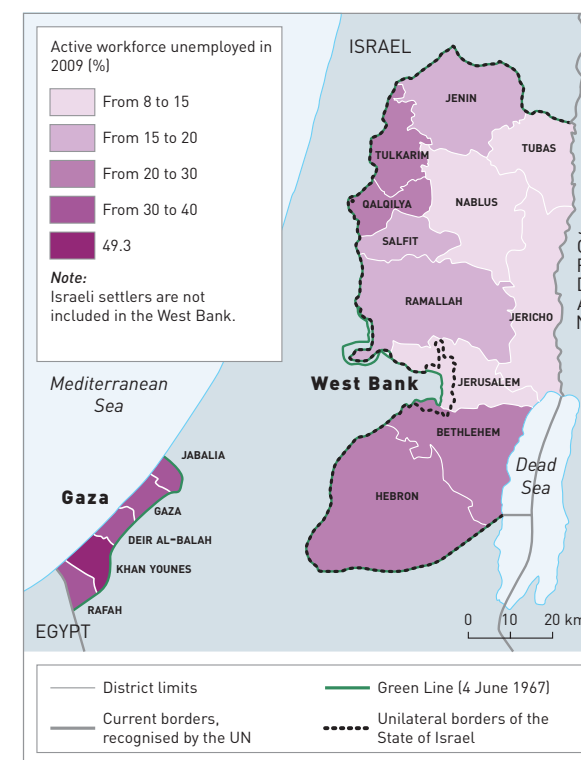 Active workforce unemployed in
2009 (%)
From 8 to 15
From 15 to 20
From 20 to 30
From 30 to 40
49.3
Note:
Israeli settlers are not
included in the West Bank.
ISRAEL
JENIN
TUBAS
TULKARIM
NABLUS
QALQILYA
SALFIT
RAMALLAH
JERICHO
West Bank
JERUSALEM
BETHLEHEM
HEBRON
Dead
Sea
Mediterranean
Sea
JABALIA
Gaza
GAZA
DEIR AL-BALAH
KHAN YOUNES
RAFAH
EGYPT
0 10 20 km
District limits
Green Line (4 June 1967)
Current borders,
recognised by the UN
Unilateral borders of the
State of Israel